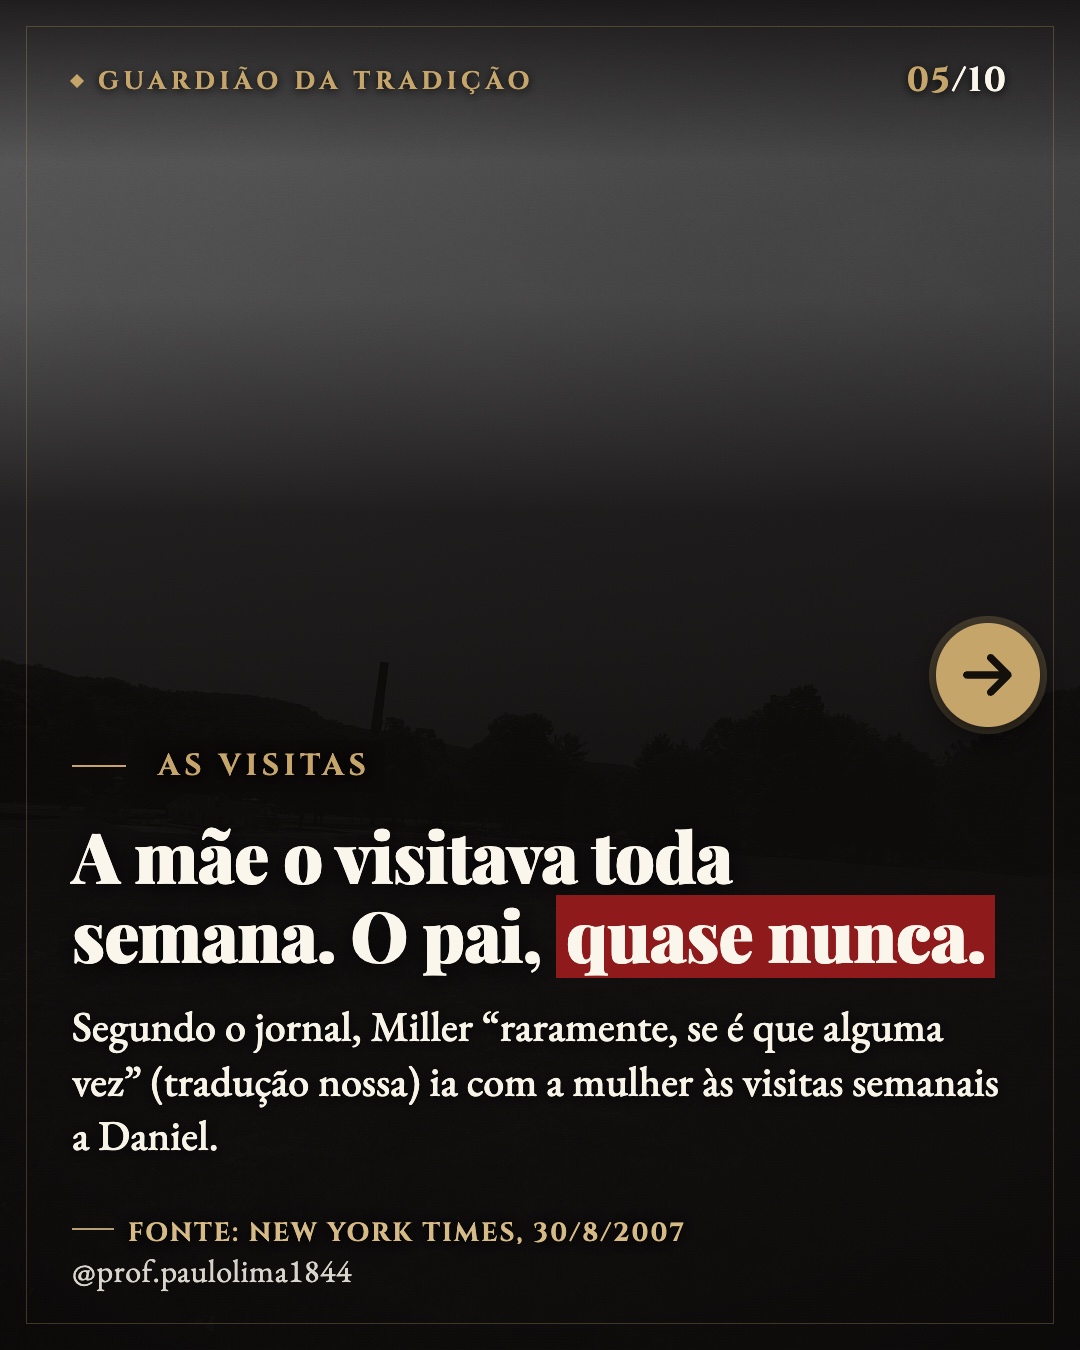 GUARDIÃO DA TRADIÇÃO
05/10
AS VISITAS
A mãe o visitava toda
semana. O pai, quase nunca.
Segundo o jornal, Miller “raramente, se é que alguma
vez” (tradução nossa) ia com a mulher às visitas semanais
a Daniel.
FONTE: NEW YORK TIMES, 30/8/2007
@prof.paulolima1844